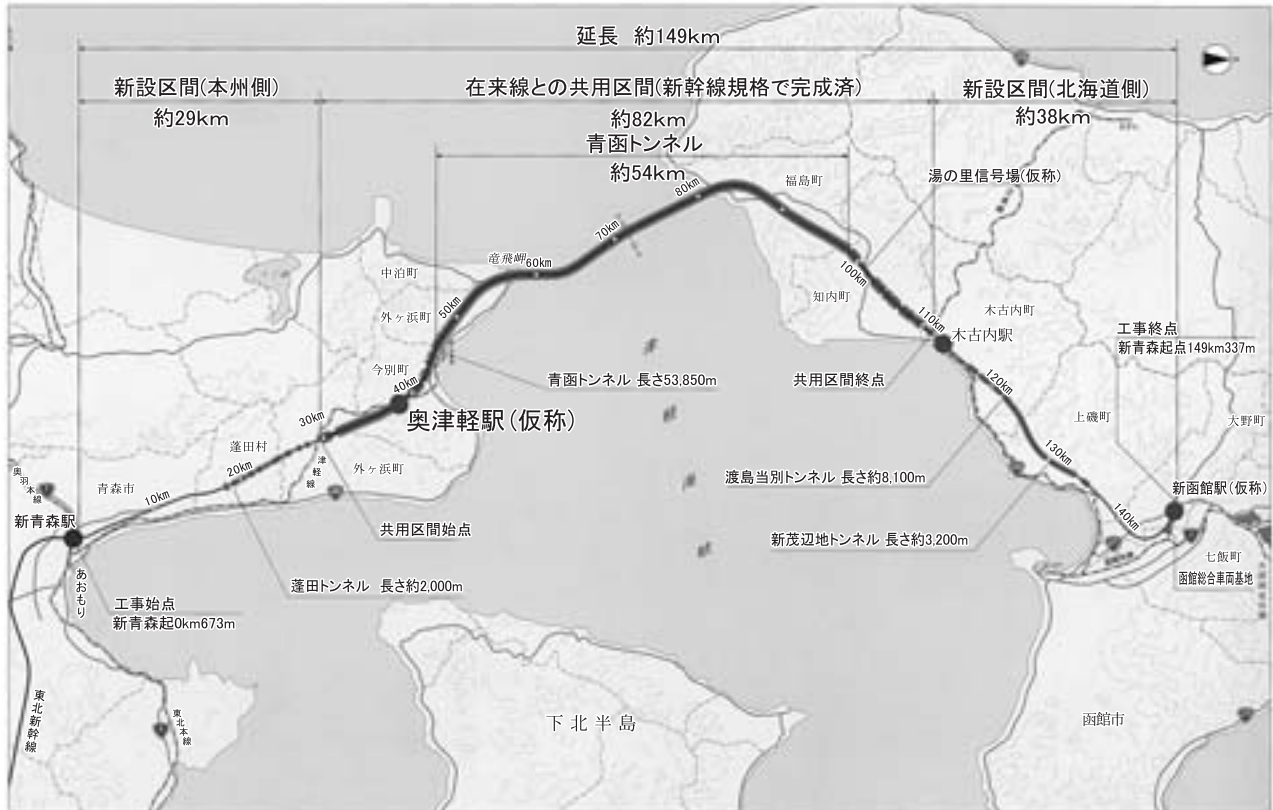 延長 約149km
新設区間(本州側)
約29km
在来線との共用区間(新幹線規格で完成済)
約82km
新設区間(北海道側)
約38km
青函トンネル
約54km
湯の里信号場(仮称)
福島町
80km
70km
竜飛岬
60km
中泊町
50km
外ヶ浜町
100km
知内町
110km
木古内町
木古内駅
工事終点
新青森起点149km337m
今別町
40km
青函トンネル 長さ53,850m
共用区間終点
120km
奥津軽駅(仮称)
30km
上磯町
大野町
蓬田村
20km
津軽線
外ヶ浜町
130km
渡島当別トンネル 長さ約8,100m
奥羽本線
青森市
10km
新函館駅(仮称)
140km
新青森駅
共用区間始点
新茂辺地トンネル 長さ約3,200m
七飯町
函館総合車両基地
あおもり
蓬田トンネル 長さ約2,000m
工事始点
新青森起0km673m
東北新幹線
東北本線
下北半島
函館市